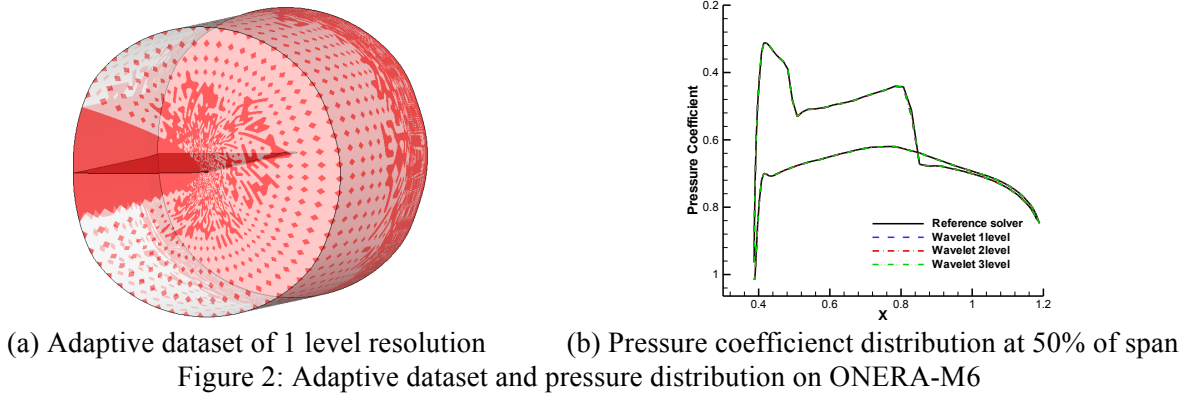 0.2
0.4
0.6
0.8
1
Pressure Coefficient
Reference solver
Wavelet 1level
Wavelet 2level
Wavelet 3level
0.4 0.6 0.8 1 1.2
X
(a) Adaptive dataset of 1 level resolution (b) Pressure coefficienct distribution at 50% of span
Figure 2: Adaptive dataset and pressure distribution on ONERA-M6